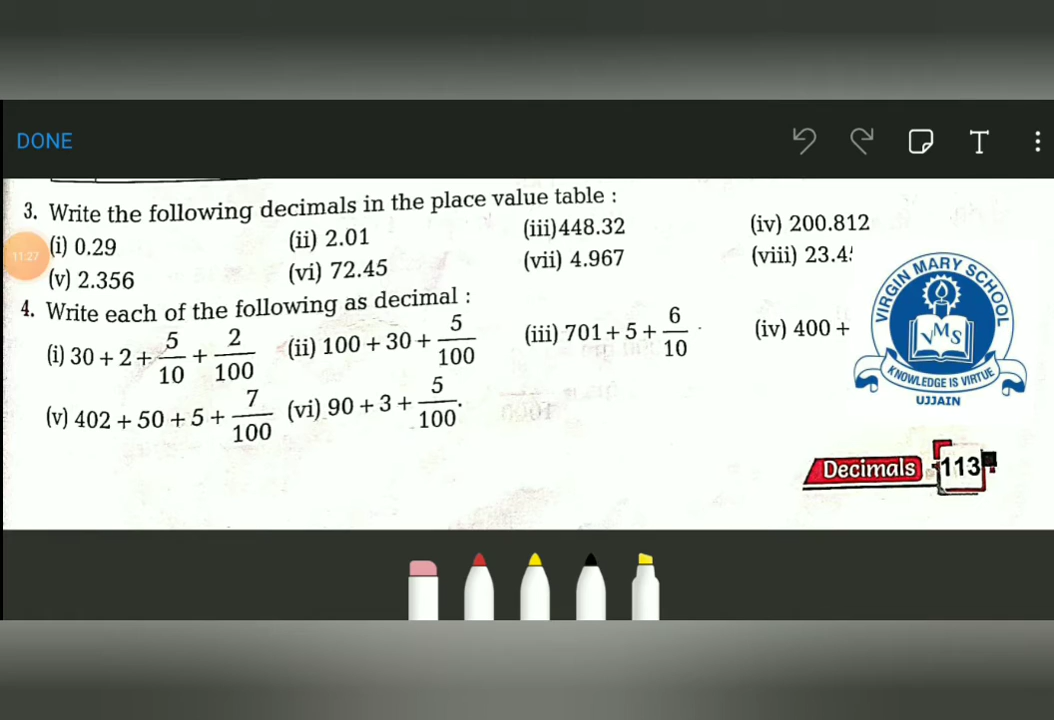 DONE
T
3. Write the following decimals in the place value table :
(i) 0.29 (ii) 2.01 (iii)448.32 (iv) 200.812
11:27
(v) 2.356 (vi) 72.45 (vii) 4.967 (viii) 23.4
4. Write each of the following as decimal :
(i) 30 + 2 + 5/10 + 2/100 (ii) 100 + 30 + 5/100 (iii) 701 + 5 + 6/10 (iv) 400 +
(v) 402 + 50 + 5 + 7/100 (vi) 90 + 3 + 5/100.
VIRGIN MARY SCHOOL
VMS
KNOWLEDGE IS VIRTUE
UJJAIN
Decimals 113